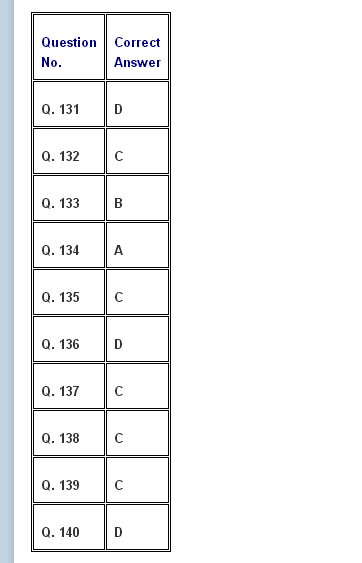 Question Correct
No. Answer
Q. 131 D
Q. 132 C
Q. 133 B
Q. 134 A
Q. 135 C
Q. 136 D
Q. 137 C
Q. 138 C
Q. 139 C
Q. 140 D